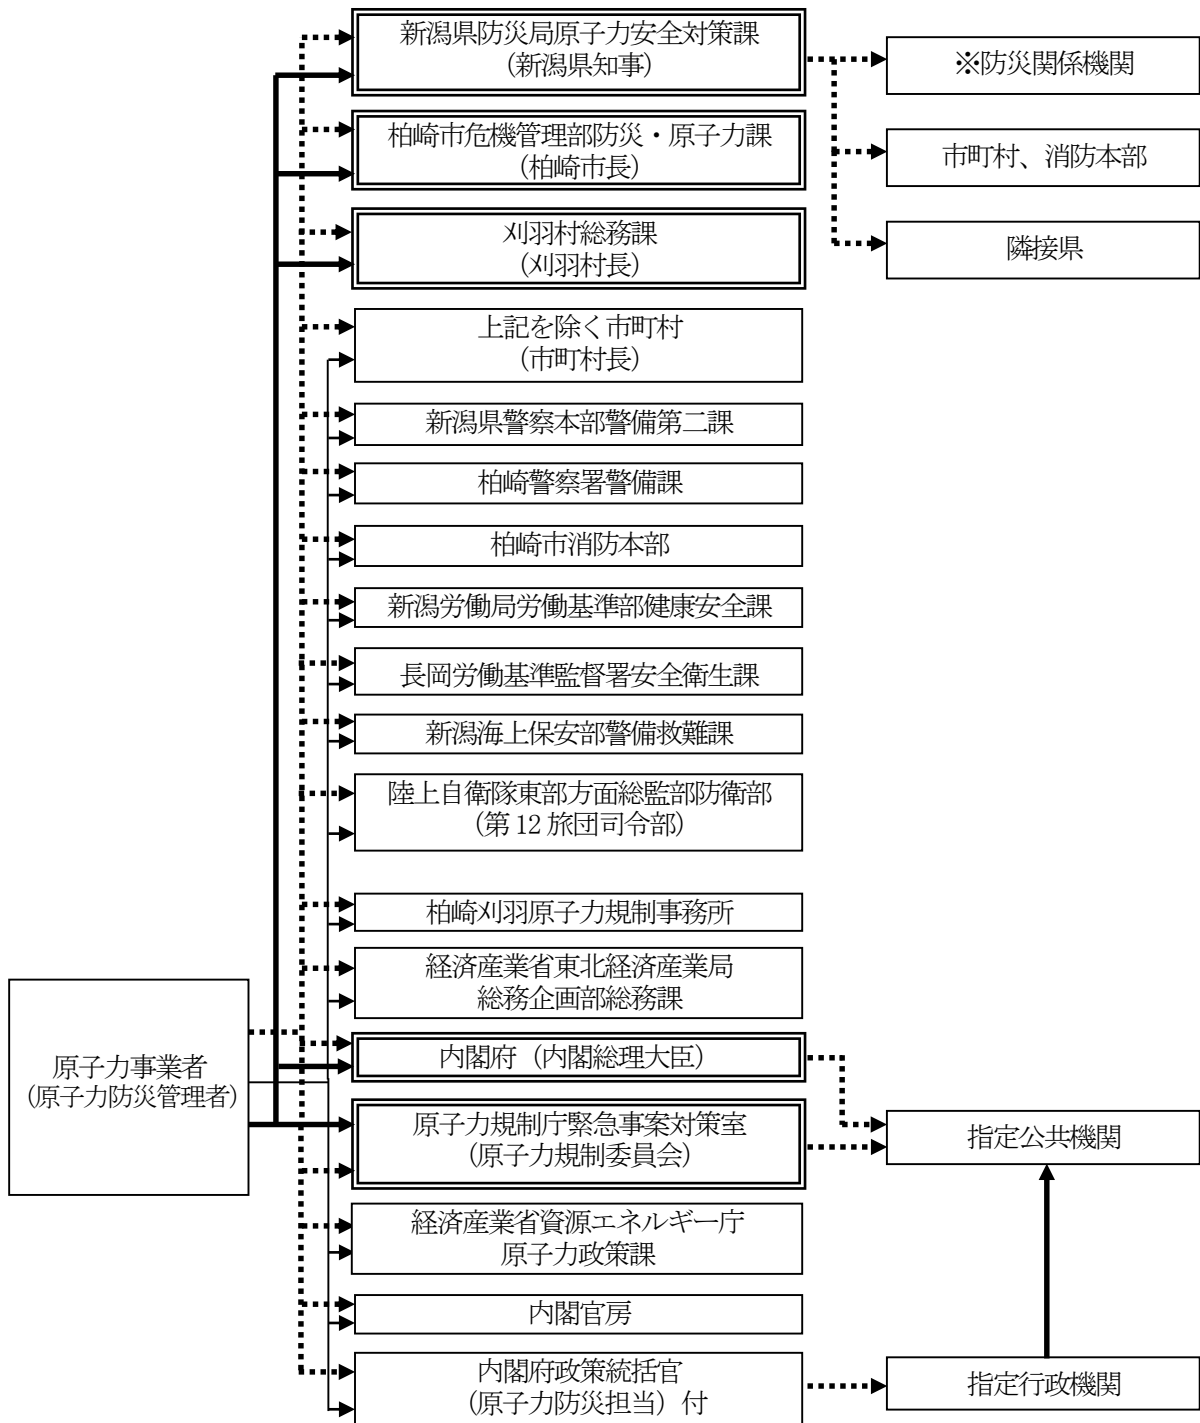 新潟県防災局原子力安全対策課
(新潟県知事)
※防災関係機関
柏崎市危機管理部防災・原子力課
(柏崎市長)
市町村、消防本部
刈羽村総務課
(刈羽村長)
隣接県
上記を除く市町村
(市町村長)
新潟県警察本部警備第二課
柏崎警察署警備課
柏崎市消防本部
新潟労働局労働基準部健康安全課
長岡労働基準監督署安全衛生課
新潟海上保安部警備救難課
陸上自衛隊東部方面総監部防衛部
(第12旅団司令部)
柏崎刈羽原子力規制事務所
経済産業省東北経済産業局
総務企画部総務課
原子力事業者
(原子力防災管理者)
内閣府(内閣総理大臣)
原子力規制庁緊急事案対策室
(原子力規制委員会)
指定公共機関
経済産業省資源エネルギー庁
原子力政策課
内閣官房
内閣府政策統括官
(原子力防災担当)付
指定行政機関